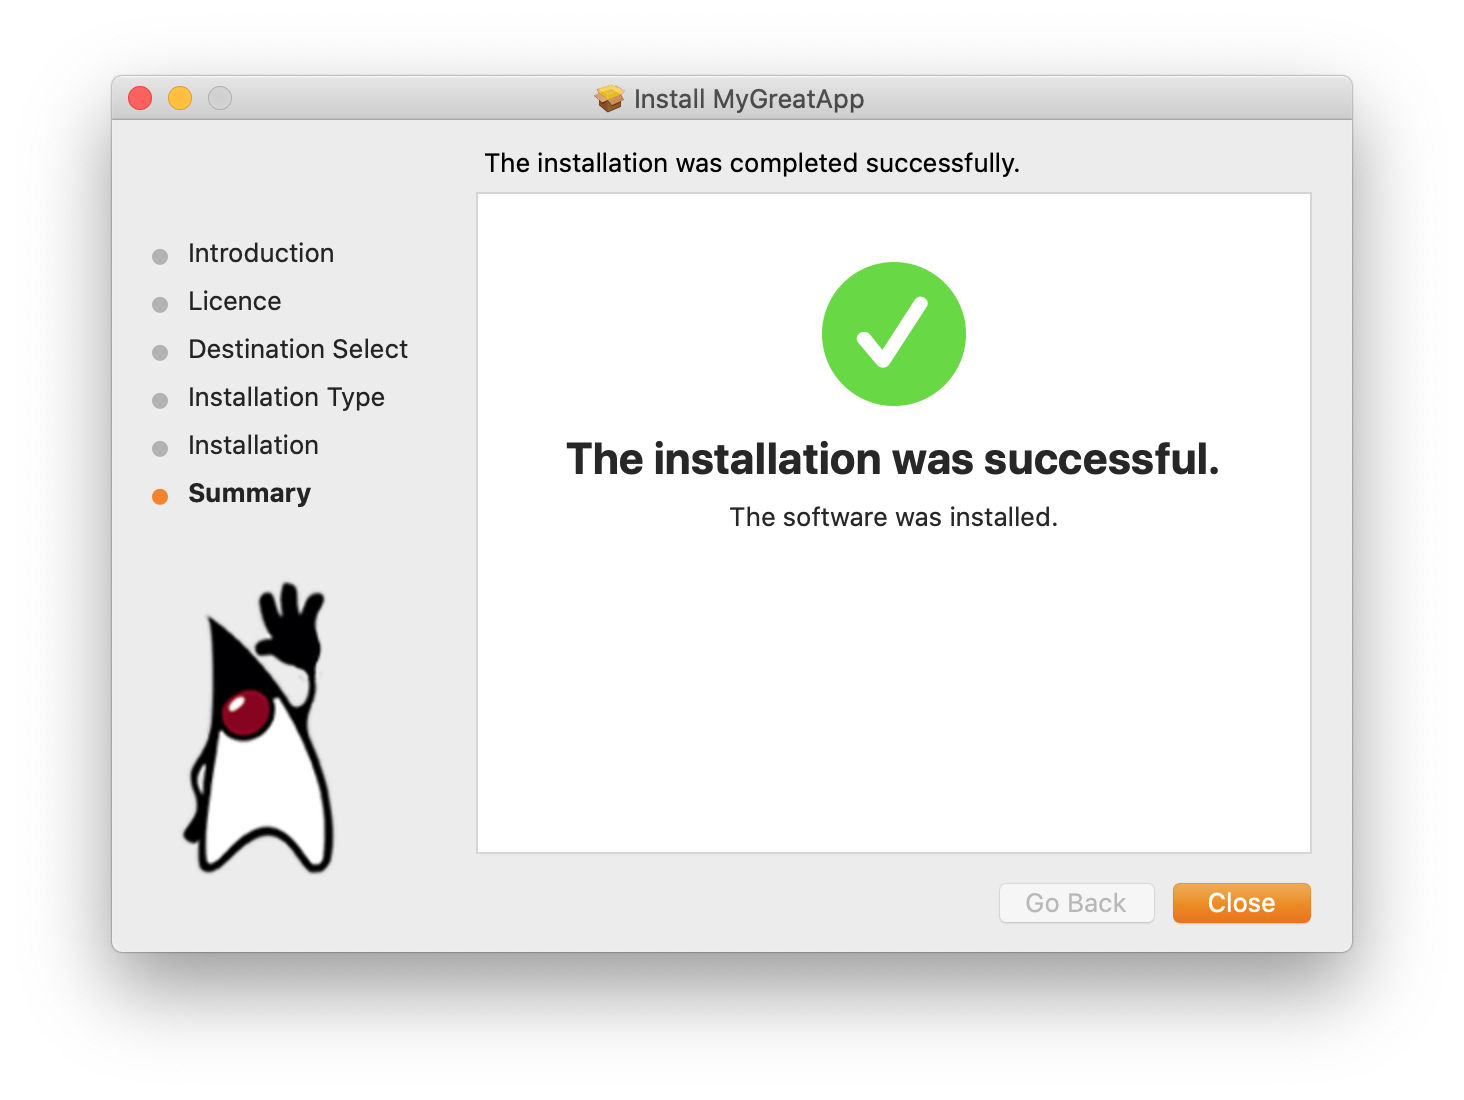 Install MyGreatApp
The installation was completed successfully.
Introduction
Licence
Destination Select
Installation Type
Installation
Summary
The installation was successful.
The software was installed.
Go Back
Close